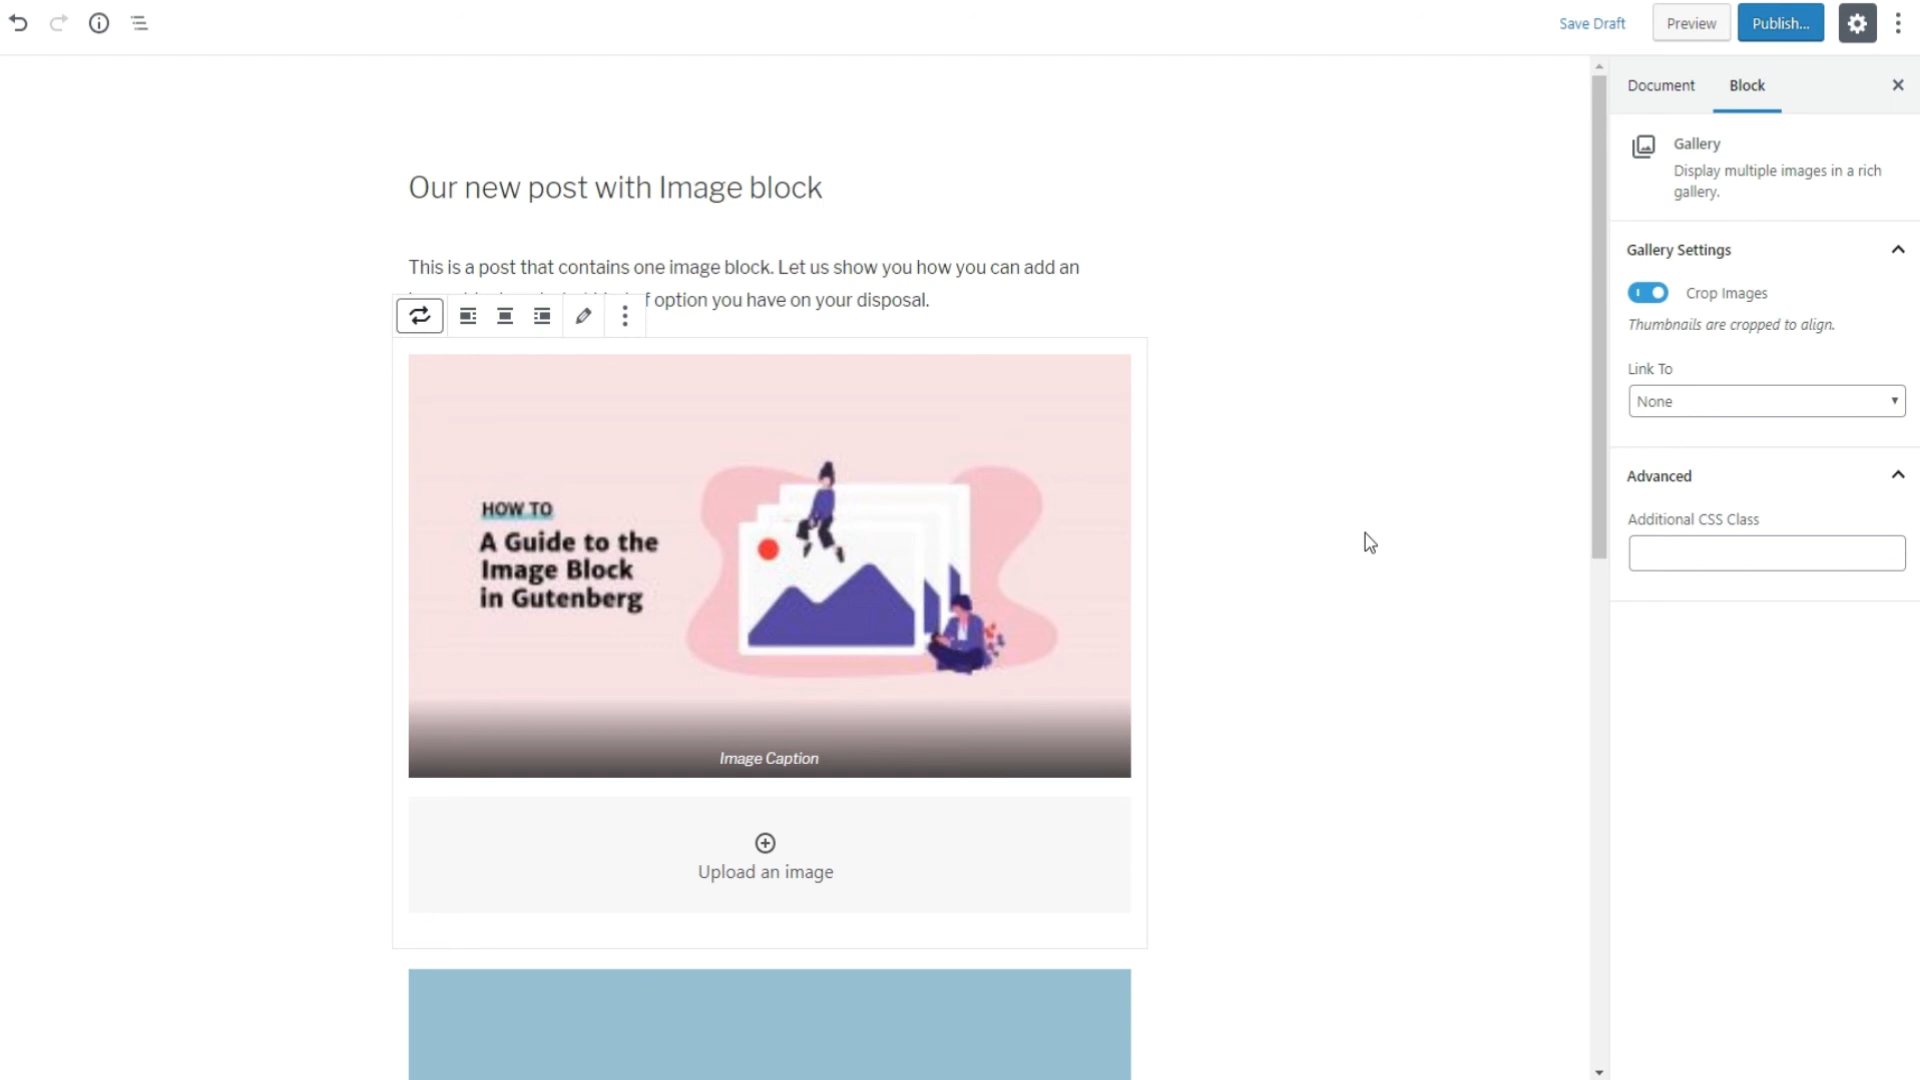 Save Draft
Preview
Publish...
Document
Block
Gallery
Display multiple images in a rich
gallery.
Gallery Settings
Crop Images
Thumbnails are cropped to align.
Link To
None
Advanced
Additional CSS Class
Our new post with Image block
This is a post that contains one image block. Let us show you how you can add an
option you have on your disposal.
HOW TO
A Guide to the
Image Block
in Gutenberg
Image Caption
Upload an image